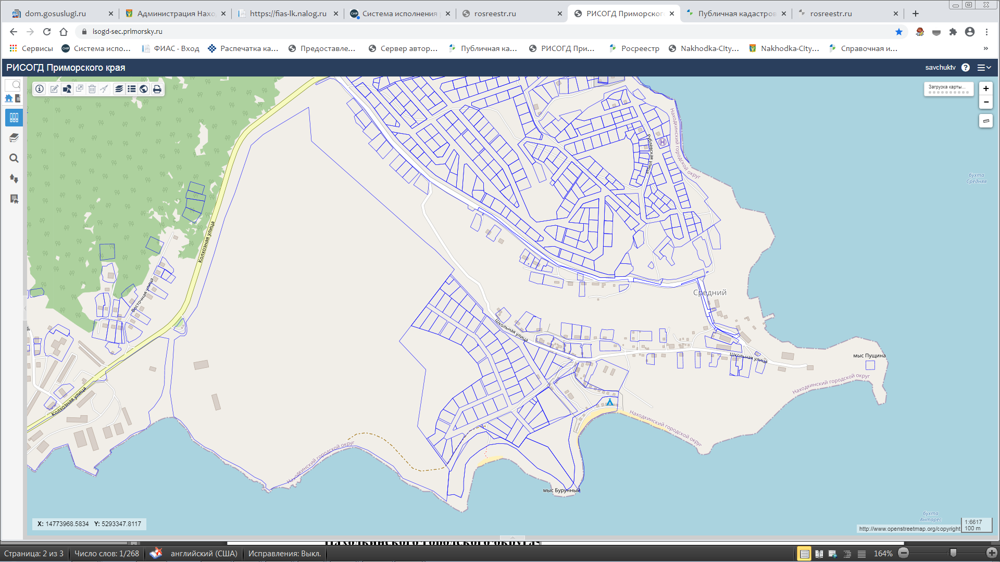 dom.gosuslugi.ru
Администрация Нахо
https://fias-lk.nalog.ru
Система исполнения
rosreestr.ru
РИСОГД Приморског
Публичная кадастров
rosreestr.ru
isogd-sec.primorsky.ru
Сервисы
Система испо...
ФИАС - Вход
Распечатка ка...
Предоставле...
Сервер автор...
Публичная ка...
РИСОГД При...
Росреестр
Nakhodka-City...
Nakhodka-City...
Справочная и...
РИСОГД Приморского края
savchuktv
Загрузка карты...
Находкинский городской округ
Рублёвская улица
бухта
Средняя
Колхозная улица
Восточная улица
Средний
Школьная улица
Школьная улица
мыс Пущина
Находкинский городской округ
Колхозная улица
Находкинский городской округ
Находкинский городской округ
мыс Бурунный
бухта
Антарес
X: 14773968.5834 Y: 5293347.8117
http://www.openstreetmap.org/copyright
1:6617
100 m
Находкинского городского округа
Страница: 2 из 3
Число слов: 1/268
английский (США)
Исправления: Выкл.
164%